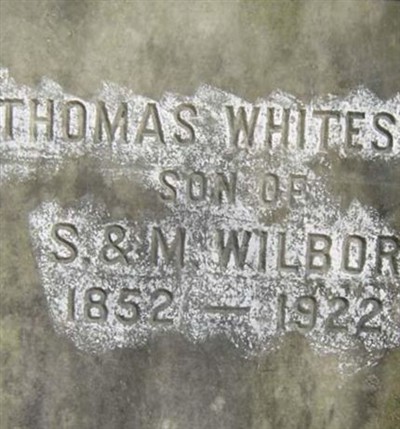 THOMAS WHITES
SON OF
S. & M WILBOR
1852 — 1922